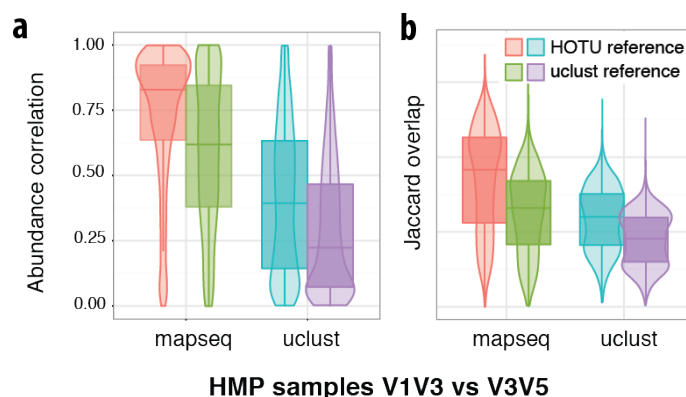 a
b
Abundance correlation
1.00
0.75
0.50
0.25
0.00
mapseq
uclust
Jaccard overlap
HOTU reference
uclust reference
mapseq
uclust
HMP samples V1V3 vs V3V5